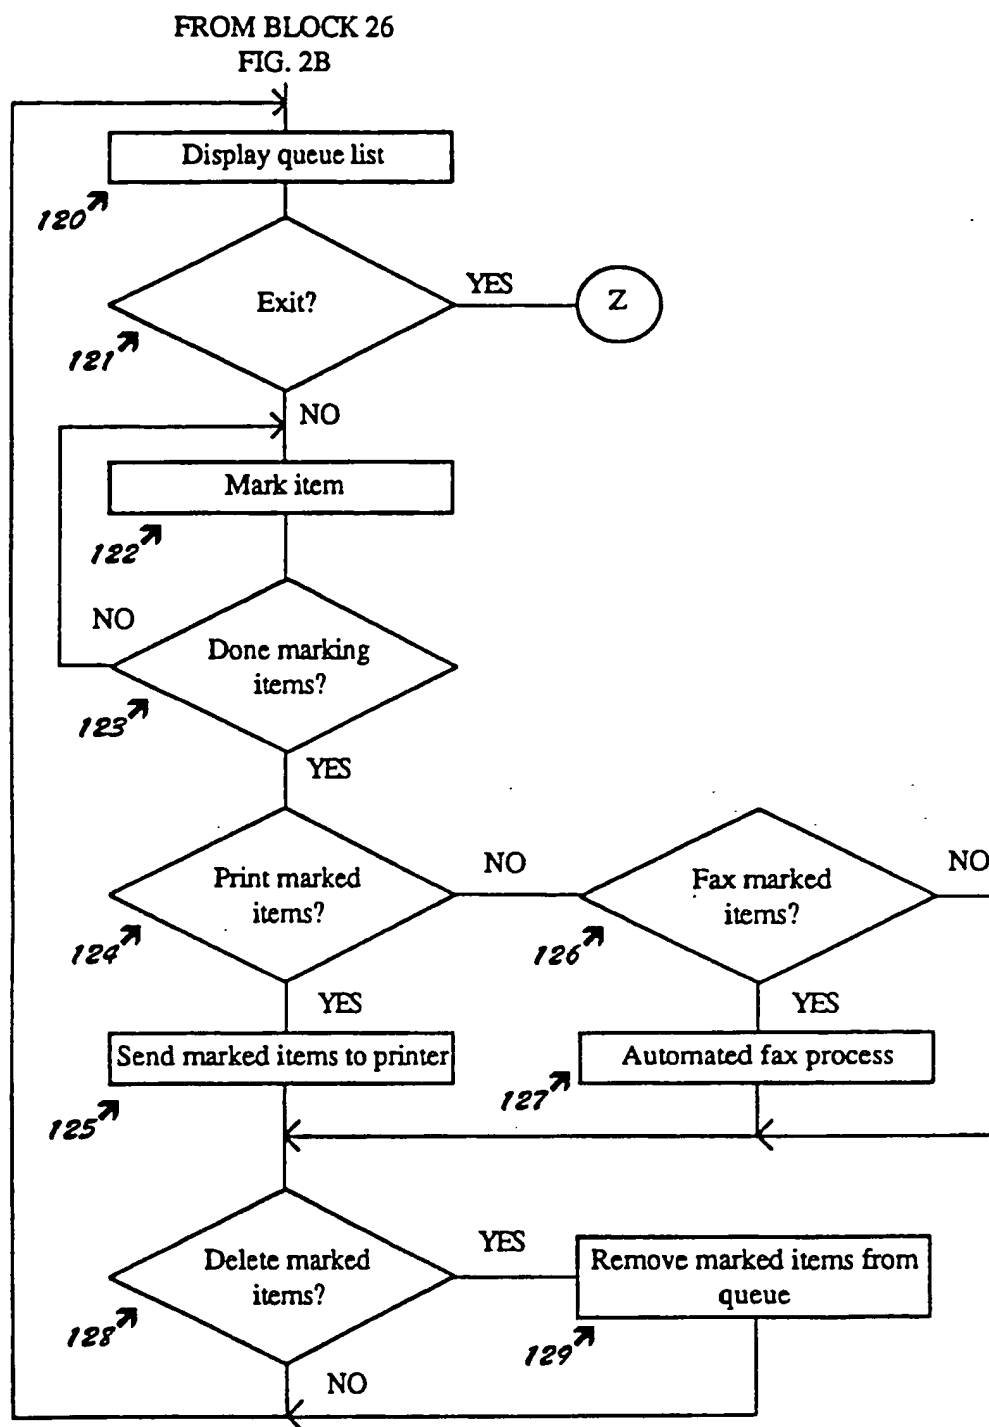 FROM BLOCK 26
FIG. 2B
Display queue list
120
Exit?
YES
Z
121
NO
Mark item
122
NO
Done marking
items?
123
YES
Print marked
items?
NO
Fax marked
items?
NO
124
126
YES
YES
Send marked items to printer
Automated fax process
125
127
Delete marked
items?
YES
Remove marked items from
queue
128
129
NO